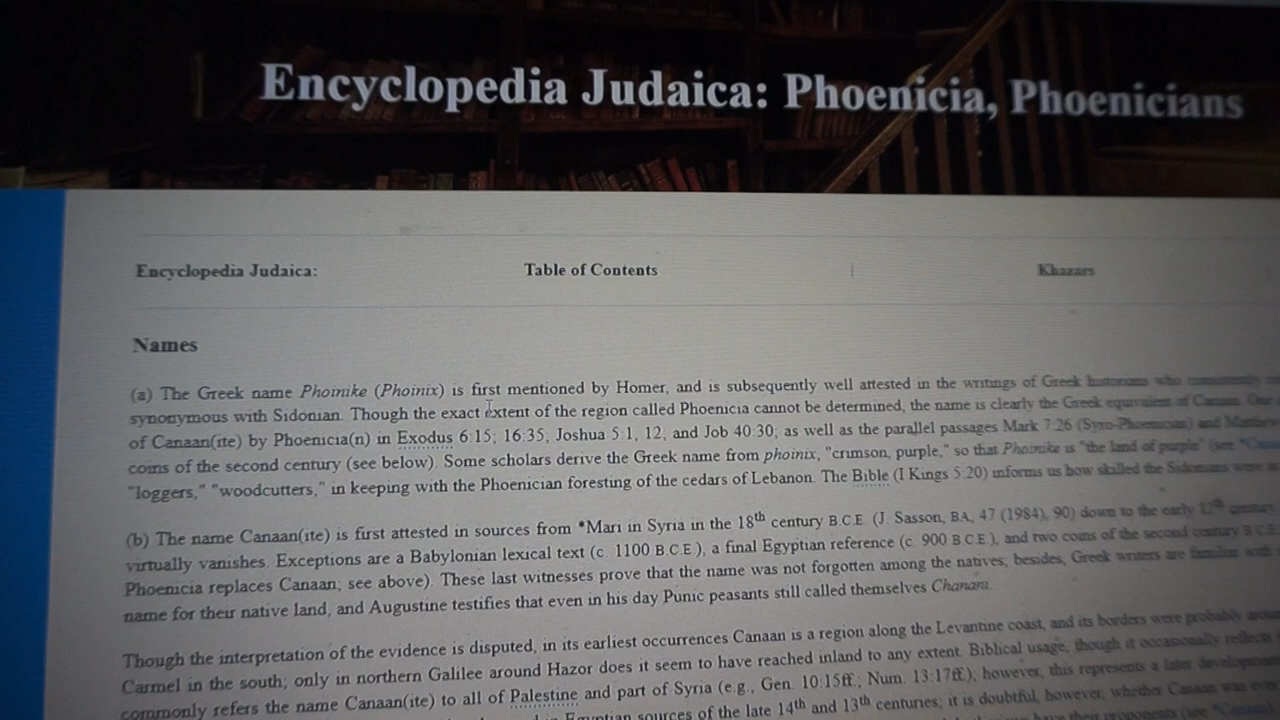 Encyclopedia Judaica: Phoenicia, Phoenicians
Encyclopedia Judaica:
Table of Contents
|
Khazars
Names
(a) The Greek name Phoinike (Phoinix) is first mentioned by Homer, and is subsequently well attested in the writings of Greek historians who consistently
synonymous with Sidonian. Though the exact extent of the region called Phoenicia cannot be determined, the name is clearly the Greek equivalent of Canaan. One
of Canaan(ite) by Phoenicia(n) in Exodus 6:15; 16:35; Joshua 5:1, 12; and Job 40:30; as well as the parallel passages Mark 7:26 (Syro-Phoenician) and Matthew
coins of the second century (see below). Some scholars derive the Greek name from phoinix, "crimson, purple," so that Phoinike is "the land of purple" (see
"loggers," "woodcutters," in keeping with the Phoenician foresting of the cedars of Lebanon. The Bible (I Kings 5:20) informs us how skilled the Sidonians were
(b) The name Canaan(ite) is first attested in sources from *Mari in Syria in the 18th century B.C.E. (J. Sasson, BA, 47 (1984), 90) down to the early 12th century
virtually vanishes. Exceptions are a Babylonian lexical text (c. 1100 B.C.E.), a final Egyptian reference (c. 900 B.C.E.), and two coins of the second century B.C.E.
Phoenicia replaces Canaan; see above). These last witnesses prove that the name was not forgotten among the natives; besides, Greek writers are familiar with
name for their native land, and Augustine testifies that even in his day Punic peasants still called themselves Chanani.
Though the interpretation of the evidence is disputed, in its earliest occurrences Canaan is a region along the Levantine coast, and its borders were probably
Carmel in the south; only in northern Galilee around Hazor does it seem to have reached inland to any extent. Biblical usage, though it occasionally reflects
commonly refers the name Canaan(ite) to all of Palestine and part of Syria (e.g., Gen. 10:15ff.; Num. 13:17ff.); however, this represents a later development
in Egyptian sources of the late 14th and 13th centuries; it is doubtful, however, whether Canaan was ever